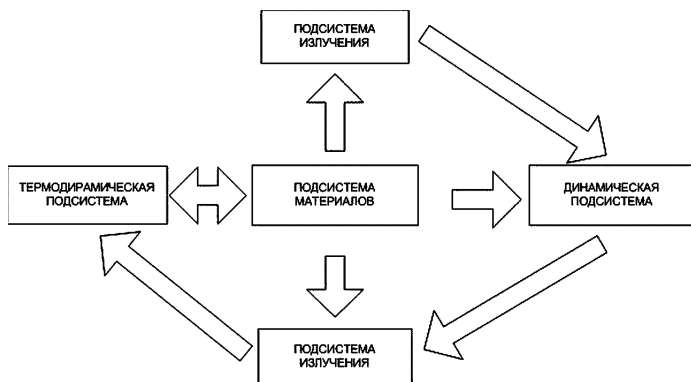 ПОДСИСТЕМА
ИЗЛУЧЕНИЯ
ТЕРМОДИРАМИЧЕСКАЯ
ПОДСИСТЕМА
ПОДСИСТЕМА
МАТЕРИАЛОВ
ДИНАМИЧЕСКАЯ
ПОДСИСТЕМА
ПОДСИСТЕМА
ИЗЛУЧЕНИЯ